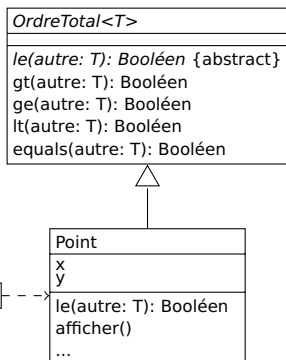 OrdreTotal<T>
le(autre: T): Booléen {abstract}
gt(autre: T): Booléen
ge(autre: T): Booléen
lt(autre: T): Booléen
equals(autre: T): Booléen
Point
x
y
le(autre: T): Booléen
afficher()
...